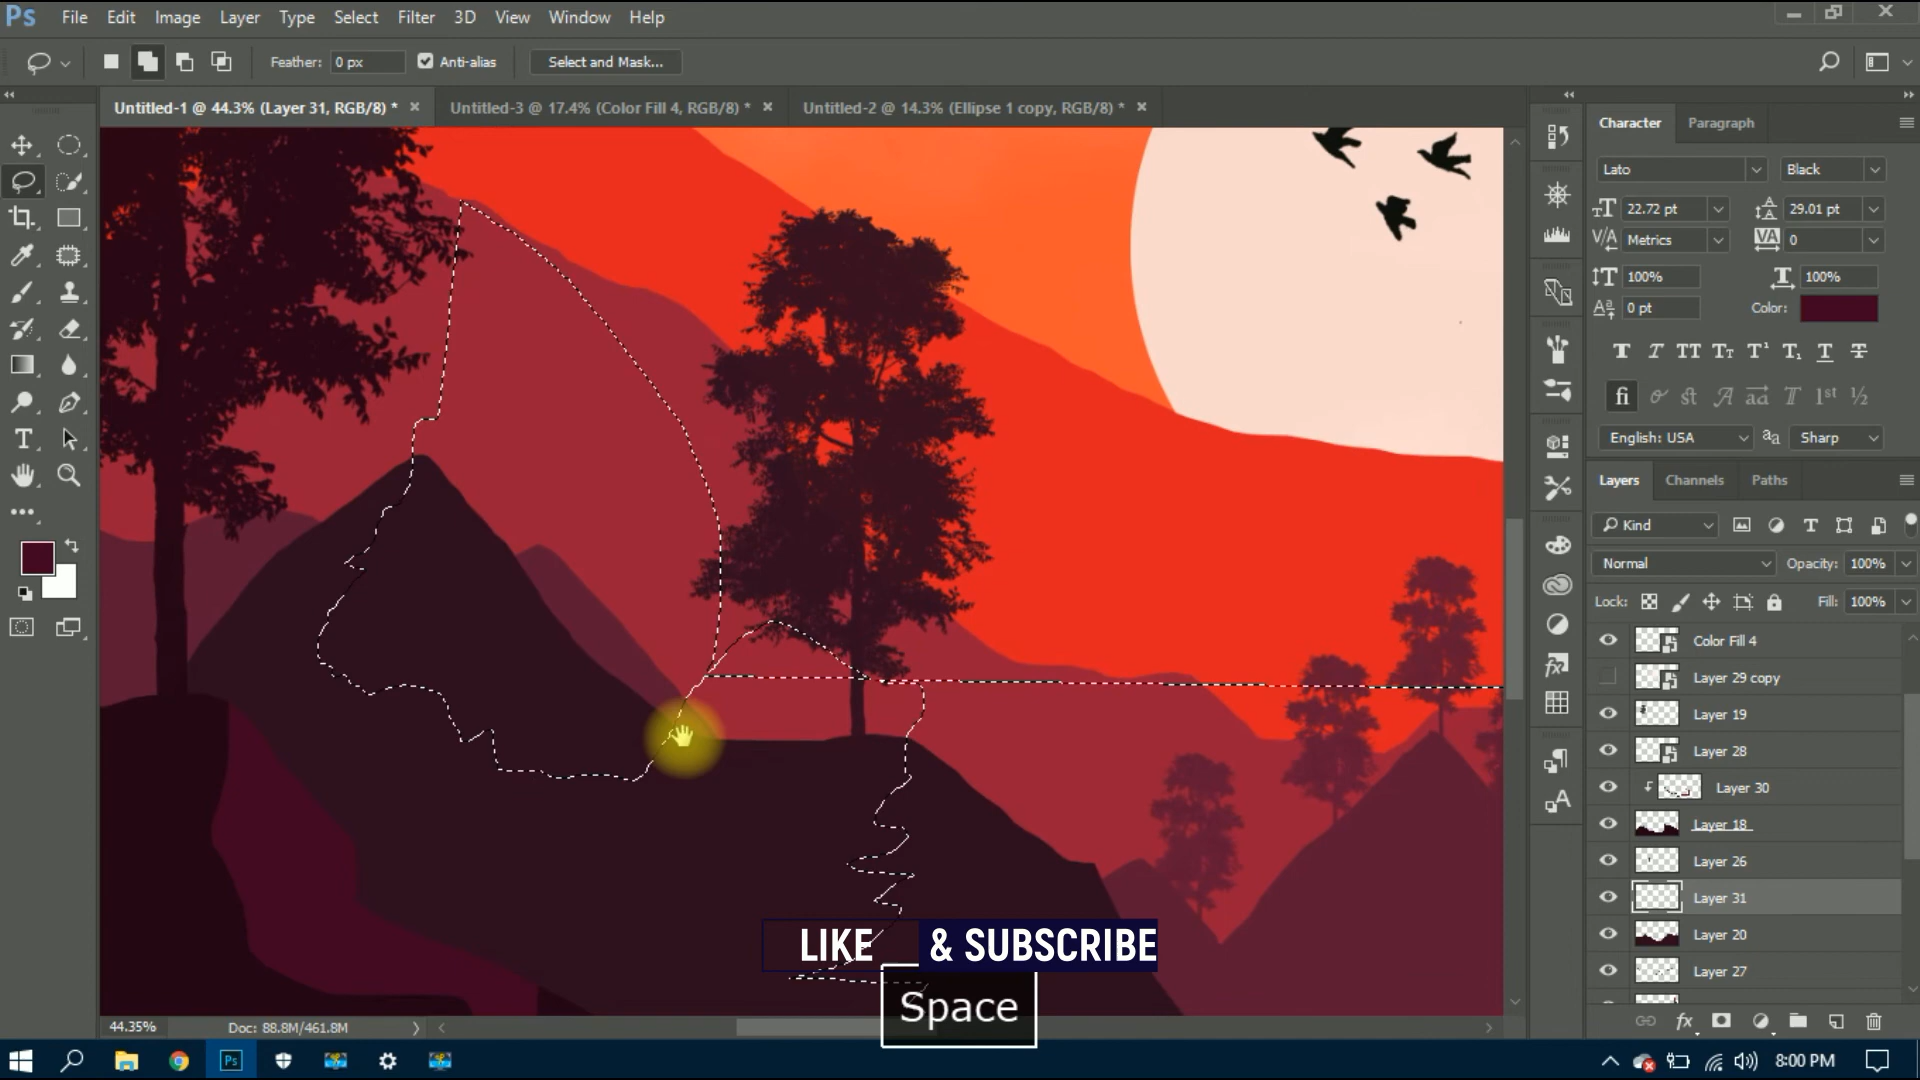 Ps File Edit Image Layer Type Select Filter 3D View Window Help
Feather: 0 px Anti-alias Select and Mask...
Untitled-1 @ 44.3% (Layer 31, RGB/8) * Untitled-3 @ 17.4% (Color Fill 4, RGB/8) * Untitled-2 @ 14.3% (Ellipse 1 copy, RGB/8) *
Character Paragraph
Lato Black
22.72 pt 29.01 pt
Metrics 0
100% 100%
0 pt Color:
English: USA Sharp
Layers Channels Paths
Kind
Normal Opacity: 100%
Lock: Fill: 100%
Color Fill 4
Layer 29 copy
Layer 19
Layer 28
Layer 30
Layer 18
Layer 26
Layer 31
Layer 20
Layer 27
LIKE & SUBSCRIBE
Space
44.35% Doc: 88.8M/461.8M
Ps 8:00 PM